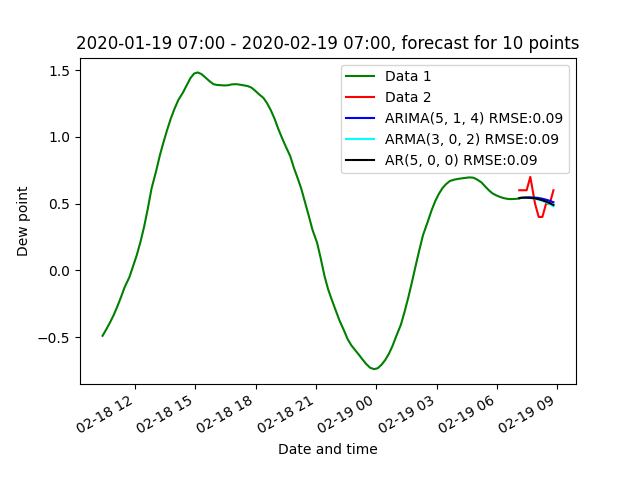 2020-01-19 07:00 - 2020-02-19 07:00, forecast for 10 points
Data 1
Data 2
ARIMA(5, 1, 4) RMSE:0.09
ARMA(3, 0, 2) RMSE:0.09
AR(5, 0, 0) RMSE:0.09
Dew point
1.5
1.0
0.5
0.0
−0.5
02-18 12
02-18 15
02-18 18
02-18 21
02-19 00
02-19 03
02-19 06
02-19 09
Date and time